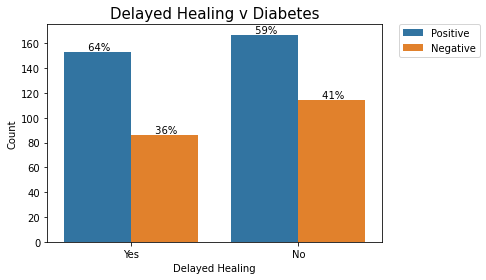 Delayed Healing v Diabetes
Positive
Negative
160
140
120
100
80
60
40
20
0
Count
64%
36%
59%
41%
Yes
No
Delayed Healing